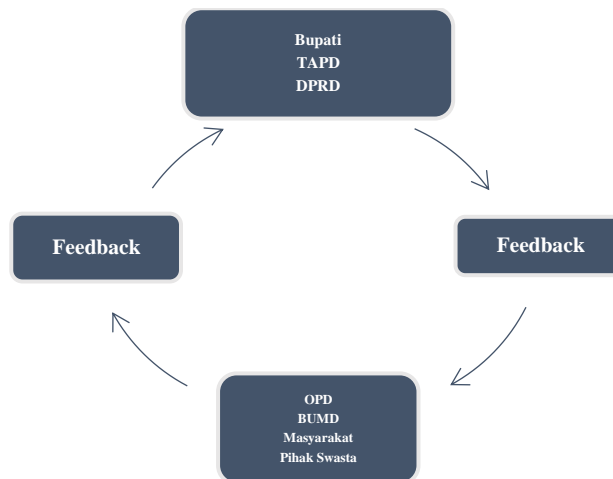 Bupati
TAPD
DPRD
Feedback
Feedback
OPD
BUMD
Masyarakat
Pihak Swasta